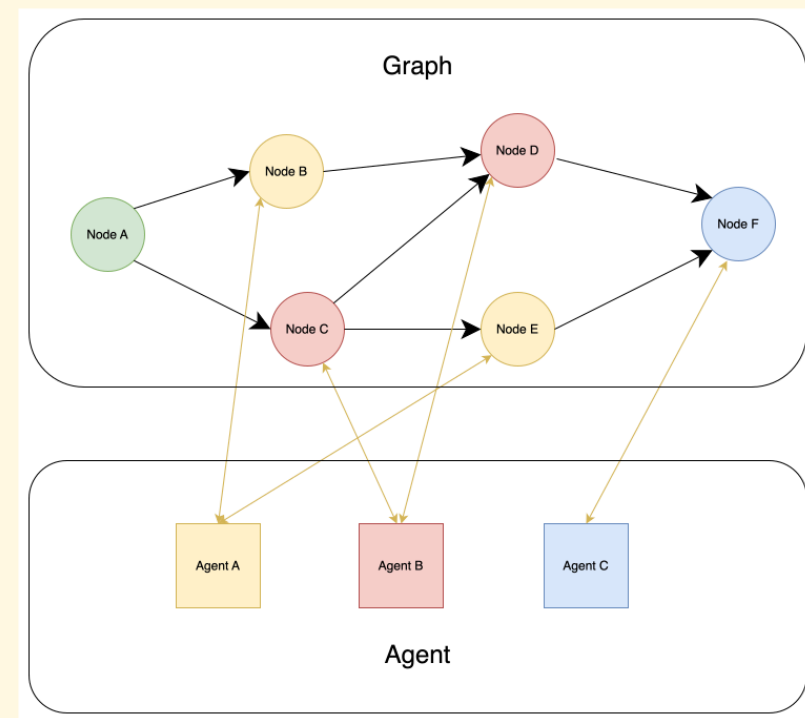 Graph
Node D
Node B
Node F
Node A
Node C
Node E
Agent A
Agent B
Agent C
Agent